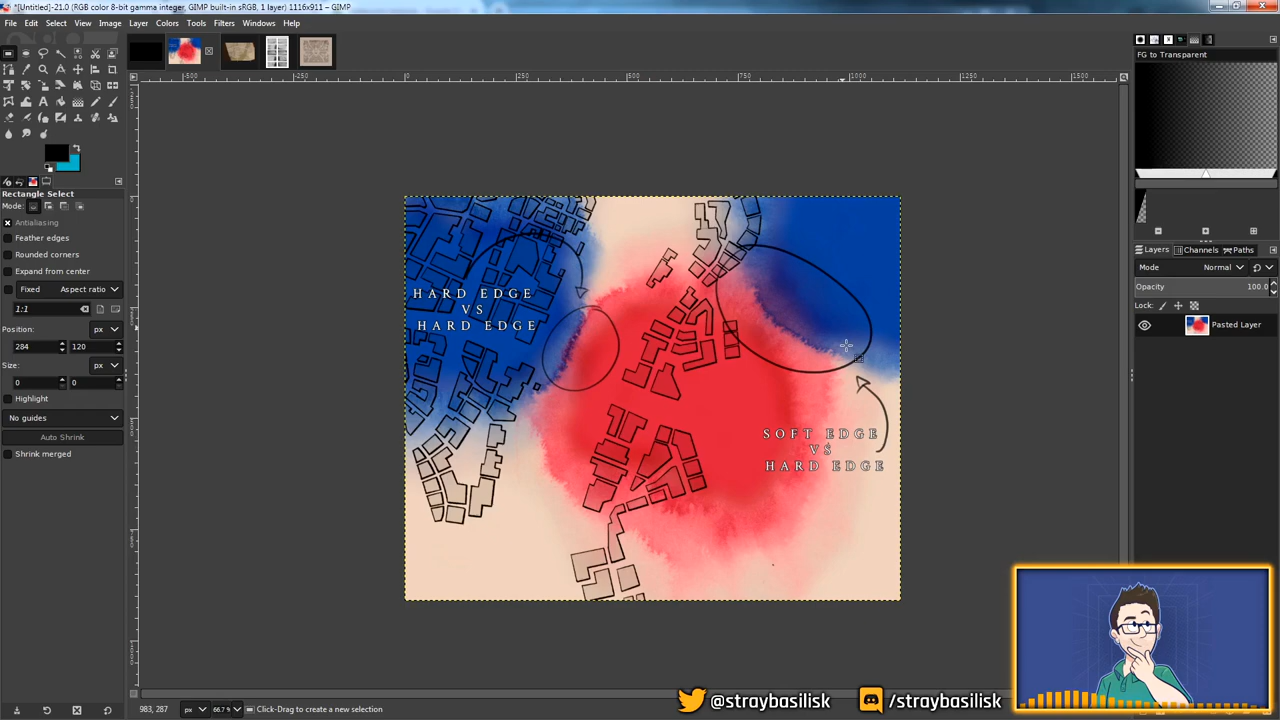 *[Untitled]-21.0 (RGB color 8-bit gamma integer, GIMP built-in sRGB, 1 layer) 1116x911 – GIMP
File Edit Select View Image Layer Colors Tools Filters Windows Help
FG to Transparent
Rectangle Select
Mode:
Antialiasing
Feather edges
Rounded corners
Expand from center
Fixed Aspect ratio
1:1
Position:
px
284 120
Size:
px
0 0
Highlight
No guides
Auto Shrink
Shrink merged
HARD EDGE
VS
HARD EDGE
SOFT EDGE
VS
HARD EDGE
Layers Channels Paths
Mode Normal
Opacity 100.0
Lock:
Pasted Layer
983, 287 px 66.7 % Click-Drag to create a new selection
@straybasilisk /straybasilisk